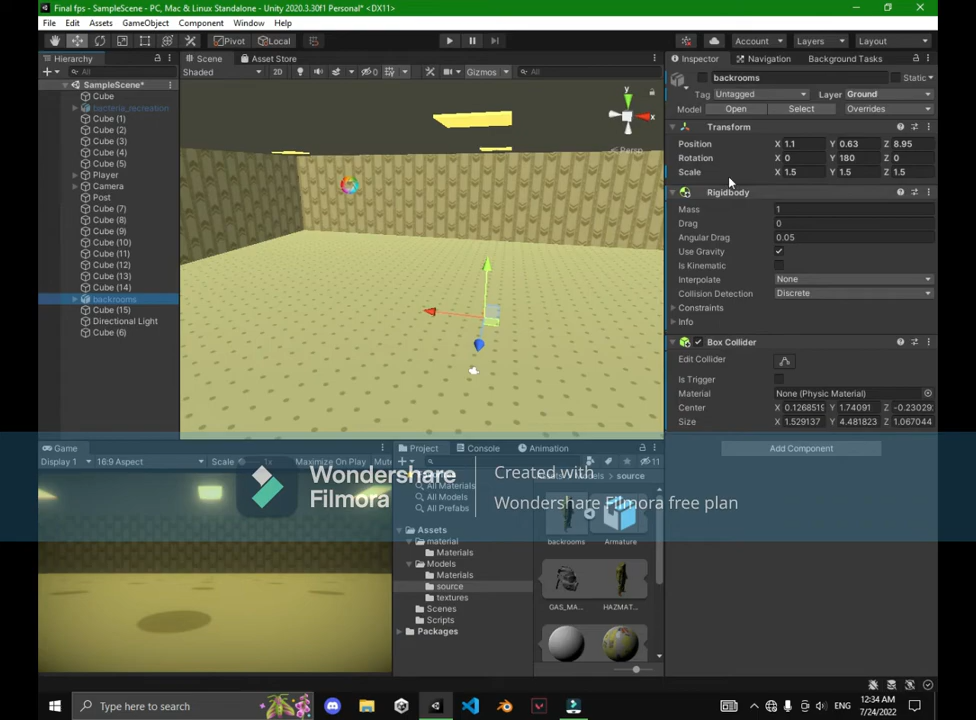 Final fps - SampleScene - PC, Mac & Linux Standalone - Unity 2020.3.30f1 Personal* <DX11>
File Edit Assets GameObject Component Window Help
Pivot Local Account Layers Layout
Hierarchy Scene Asset Store Inspector Navigation Background Tasks
All
Shaded 2D 0 Gizmos All
SampleScene*
Cube
bacteria_recreation
Cube (1)
Cube (2)
Cube (3)
Cube (4)
Cube (5)
Player
Camera
Post
Cube (7)
Cube (8)
Cube (9)
Cube (10)
Cube (11)
Cube (12)
Cube (13)
Cube (14)
backrooms
Cube (15)
Directional Light
Cube (6)
y
x
Persp
backrooms Static
Tag Untagged Layer Ground
Model Open Select Overrides
Transform
Position X 1.1 Y 0.63 Z 8.95
Rotation X 0 Y 180 Z 0
Scale X 1.5 Y 1.5 Z 1.5
Rigidbody
Mass 1
Drag 0
Angular Drag 0.05
Use Gravity
Is Kinematic
Interpolate None
Collision Detection Discrete
Constraints
Info
Box Collider
Edit Collider
Is Trigger
Material None (Physic Material)
Center X 0.1268519 Y 1.74091 Z -0.23029
Size X 1.529137 Y 4.481823 Z 1.067044
Add Component
Game
Display 1 16:9 Aspect Scale 1x Maximize On Play
Project Console Animation
11
All Materials
All Models
All Prefabs
Assets
material
Materials
Models
Materials
source
textures
Scenes
Scripts
Packages
Models source
backrooms Armature
GAS_MA... HAZMAT...
Wondershare
Filmora
Created with
Wondershare Filmora free plan
Type here to search
ENG
12:34 AM
7/24/2022